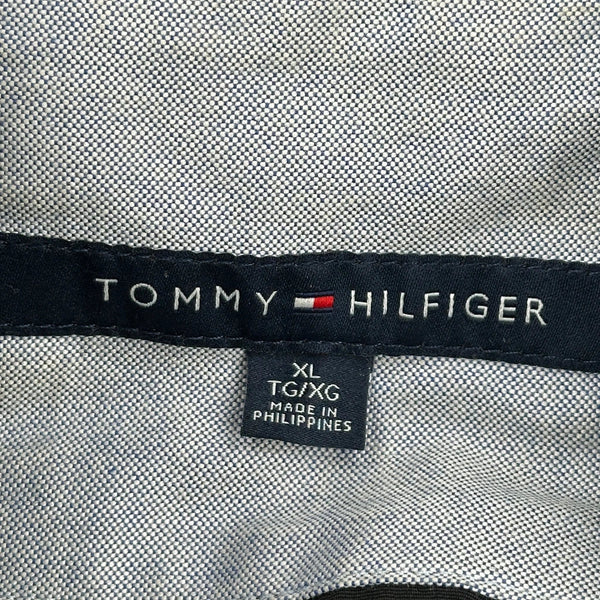 TOMMY HILFIGER
XL
TG/XG
MADE IN
PHILIPPINES